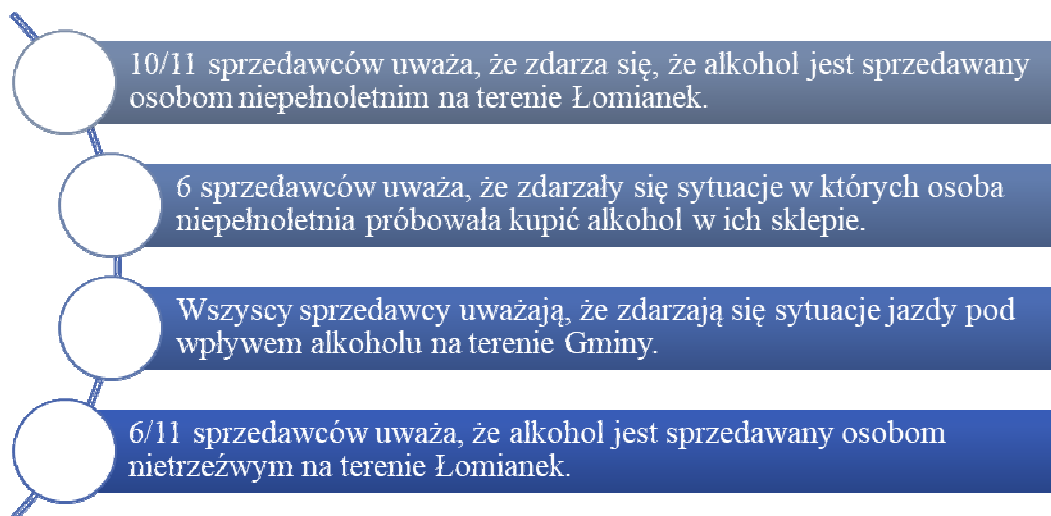 10/11 sprzedawców uważa, że zdarza się, że alkohol jest sprzedawany
osobom niepełnoletnim na terenie Łomianek.
6 sprzedawców uważa, że zdarzały się sytuacje w których osoba
niepełnoletnia próbowała kupić alkohol w ich sklepie.
Wszyscy sprzedawcy uważają, że zdarzają się sytuacje jazdy pod
wpływem alkoholu na terenie Gminy.
6/11 sprzedawców uważa, że alkohol jest sprzedawany osobom
nietrzeźwym na terenie Łomianek.